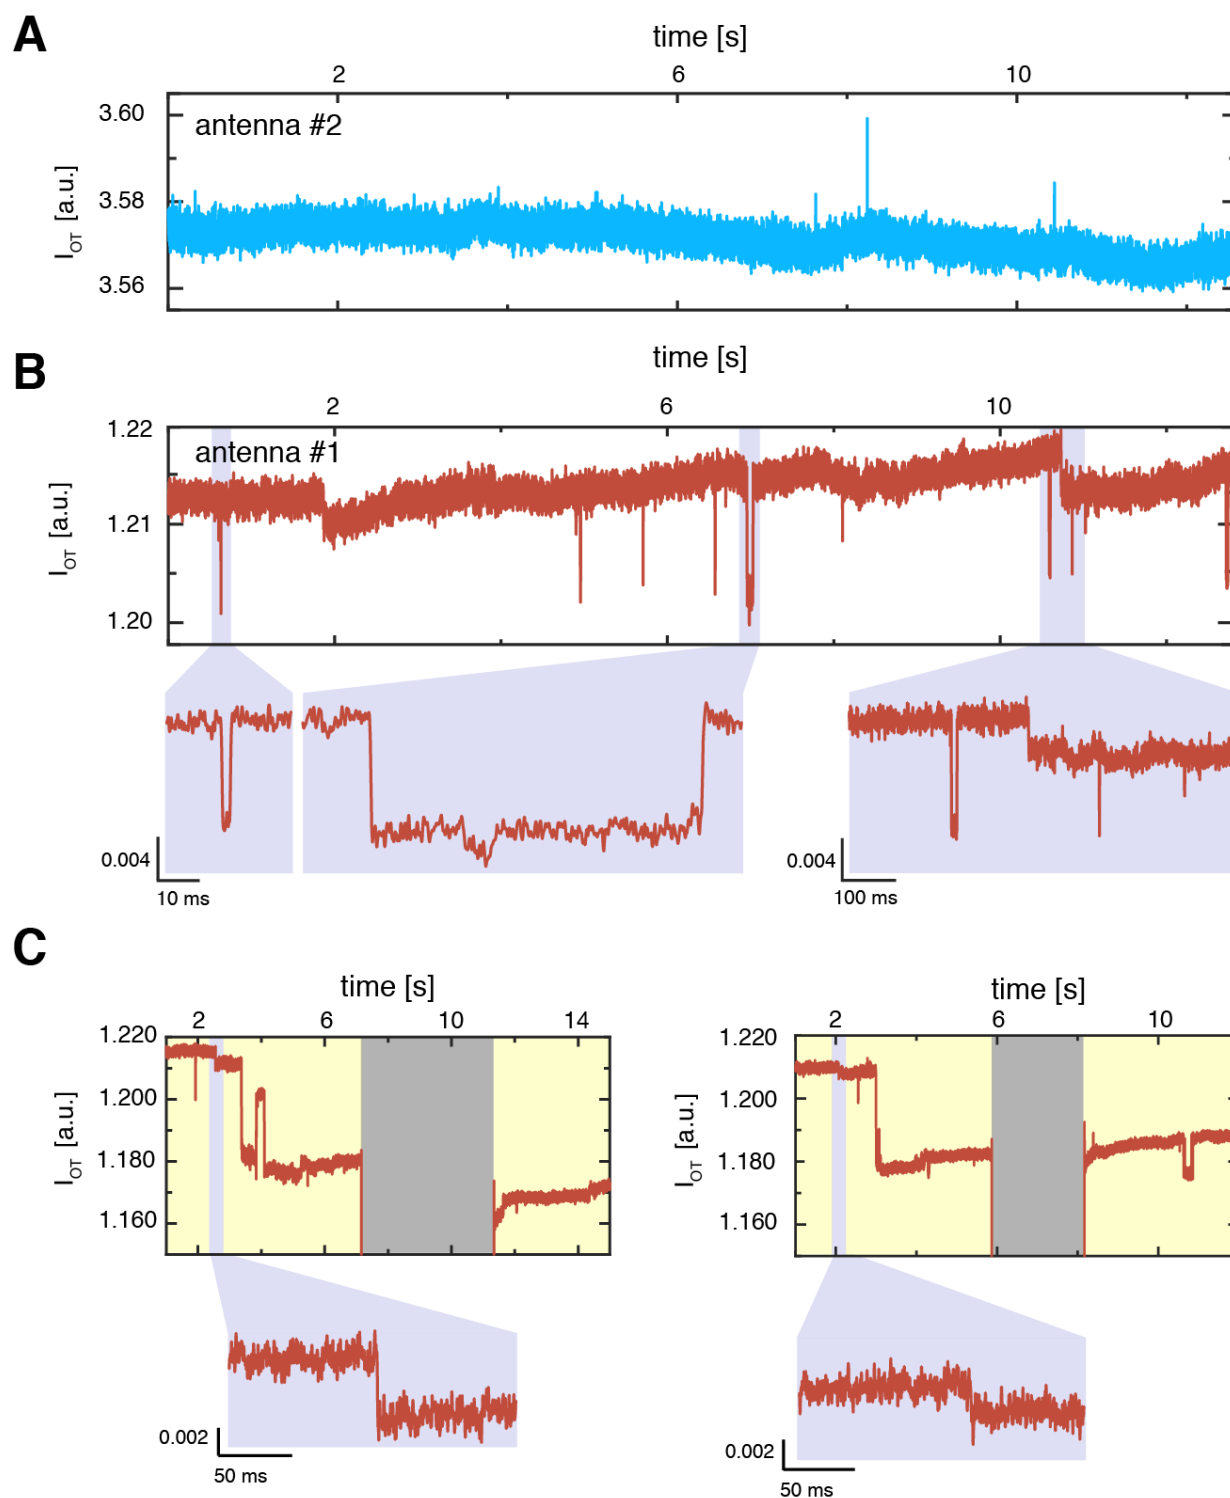 A
time [s]
2 6 10
3.60
antenna #2
3.58
3.56
I_OT [a.u.]
B
time [s]
2 6 10
1.22
antenna #1
1.21
1.20
I_OT [a.u.]
0.004
10 ms
0.004
100 ms
C
time [s]
2 6 10 14
1.220
1.200
1.180
1.160
I_OT [a.u.]
0.002
50 ms
time [s]
2 6 10
1.220
1.200
1.180
1.160
I_OT [a.u.]
0.002
50 ms